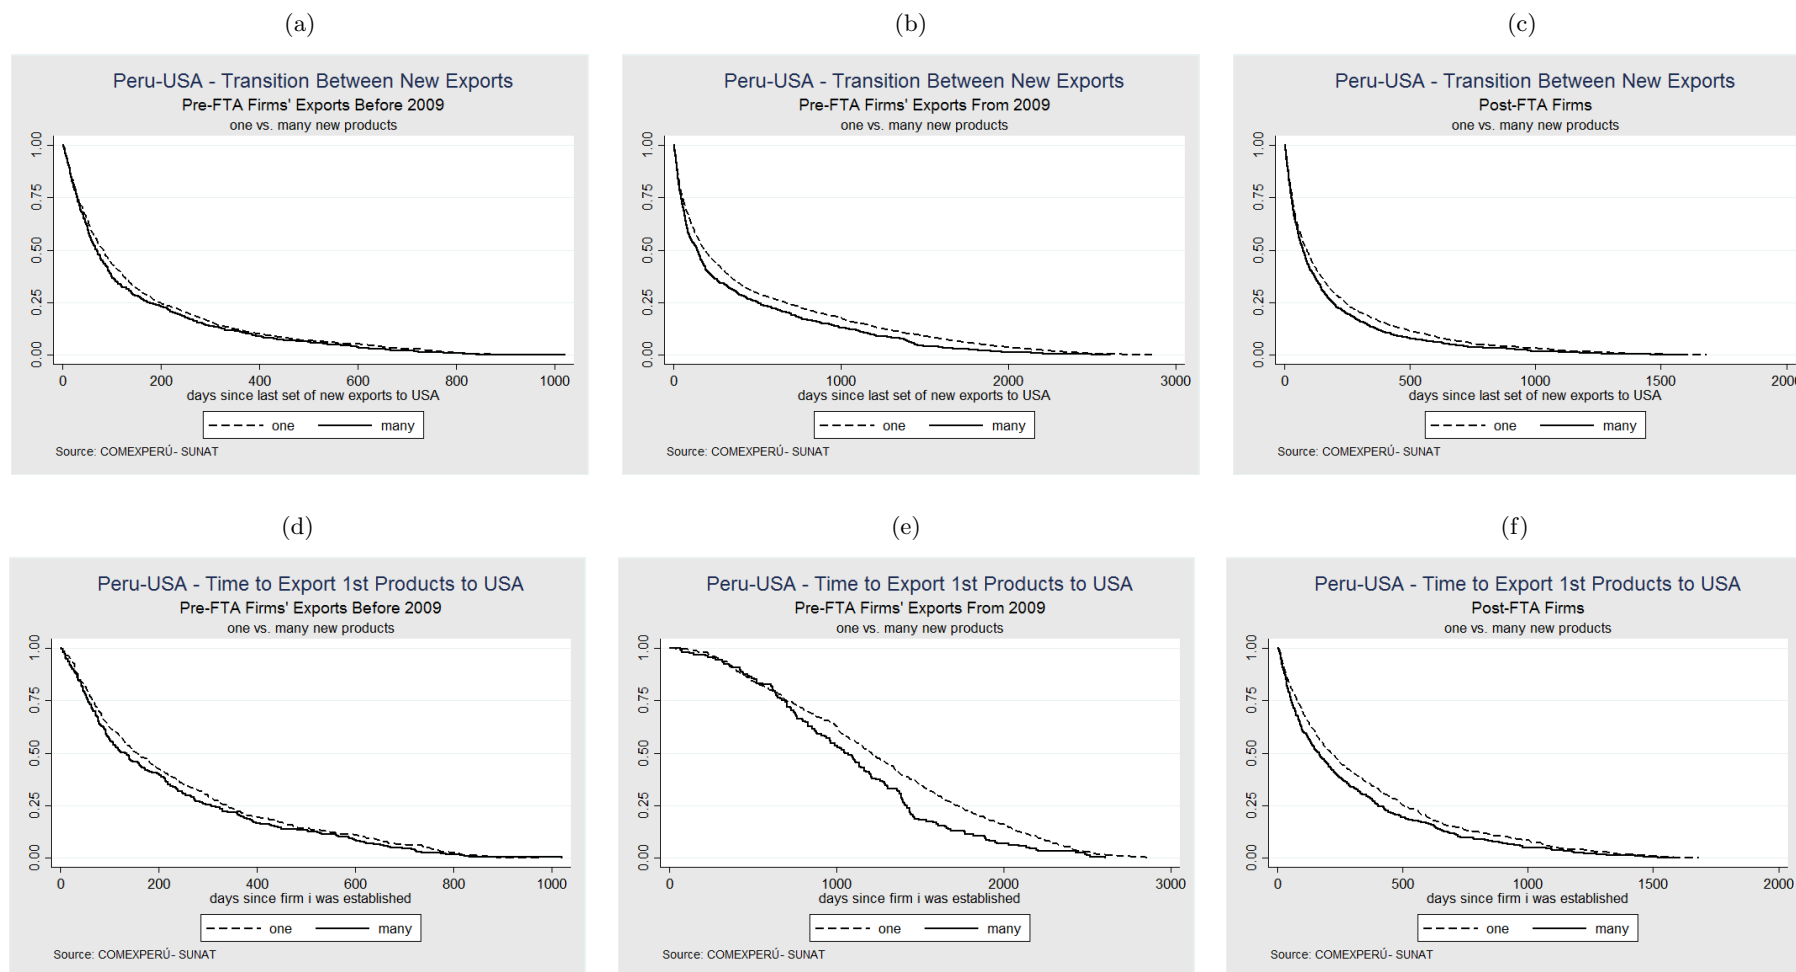 (a)
Peru-USA - Transition Between New Exports
Pre-FTA Firms' Exports Before 2009
one vs. many new products
1.00
0.75
0.50
0.25
0.00
0 200 400 600 800 1000
days since last set of new exports to USA
one many
Source: COMEXPERÚ- SUNAT
(b)
Peru-USA - Transition Between New Exports
Pre-FTA Firms' Exports From 2009
one vs. many new products
1.00
0.75
0.50
0.25
0.00
0 1000 2000 3000
days since last set of new exports to USA
one many
Source: COMEXPERÚ- SUNAT
(c)
Peru-USA - Transition Between New Exports
Post-FTA Firms
one vs. many new products
1.00
0.75
0.50
0.25
0.00
0 500 1000 1500
days since last set of new exports to USA
one many
Source: COMEXPERÚ- SUNAT
(d)
Peru-USA - Time to Export 1st Products to USA
Pre-FTA Firms' Exports Before 2009
one vs. many new products
1.00
0.75
0.50
0.25
0.00
0 200 400 600 800 1000
days since firm i was established
one many
Source: COMEXPERÚ- SUNAT
(e)
Peru-USA - Time to Export 1st Products to USA
Pre-FTA Firms' Exports From 2009
one vs. many new products
1.00
0.75
0.50
0.25
0.00
0 1000 2000 3000
days since firm i was established
one many
Source: COMEXPERÚ- SUNAT
(f)
Peru-USA - Time to Export 1st Products to USA
Post-FTA Firms
one vs. many new products
1.00
0.75
0.50
0.25
0.00
0 500 1000 1500 2000
days since firm i was established
one many
Source: COMEXPERÚ- SUNAT